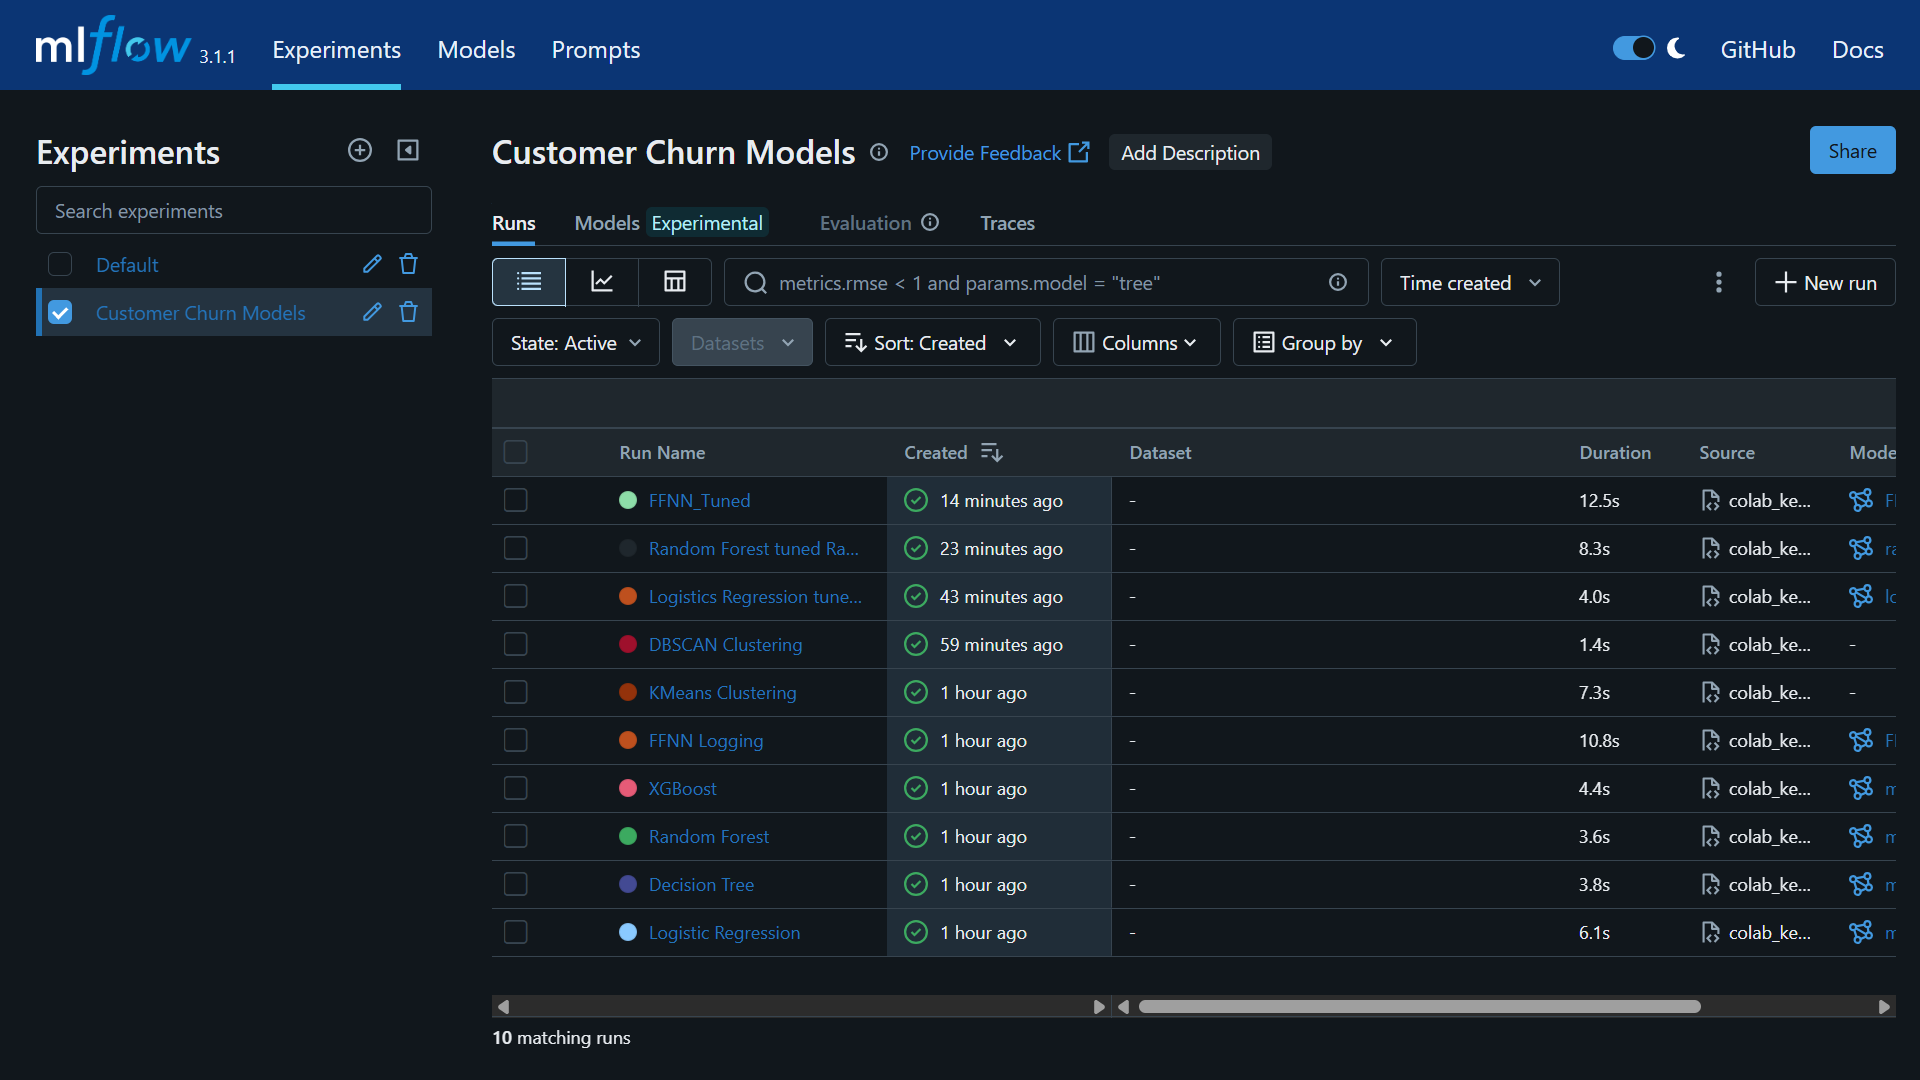 mlflow 3.1.1 Experiments Models Prompts GitHub Docs
Experiments
Search experiments
Default
Customer Churn Models
Customer Churn Models Provide Feedback Add Description Share
Runs Models Experimental Evaluation Traces
metrics.rmse < 1 and params.model = "tree" Time created New run
State: Active Datasets Sort: Created Columns Group by
Run Name Created Dataset Duration Source Mode
FFNN_Tuned 14 minutes ago - 12.5s colab_ke...
Random Forest tuned Ra... 23 minutes ago - 8.3s colab_ke... ra
Logistics Regression tune... 43 minutes ago - 4.0s colab_ke... lo
DBSCAN Clustering 59 minutes ago - 1.4s colab_ke... -
KMeans Clustering 1 hour ago - 7.3s colab_ke... -
FFNN Logging 1 hour ago - 10.8s colab_ke...
XGBoost 1 hour ago - 4.4s colab_ke... m
Random Forest 1 hour ago - 3.6s colab_ke... m
Decision Tree 1 hour ago - 3.8s colab_ke... m
Logistic Regression 1 hour ago - 6.1s colab_ke... m
10 matching runs